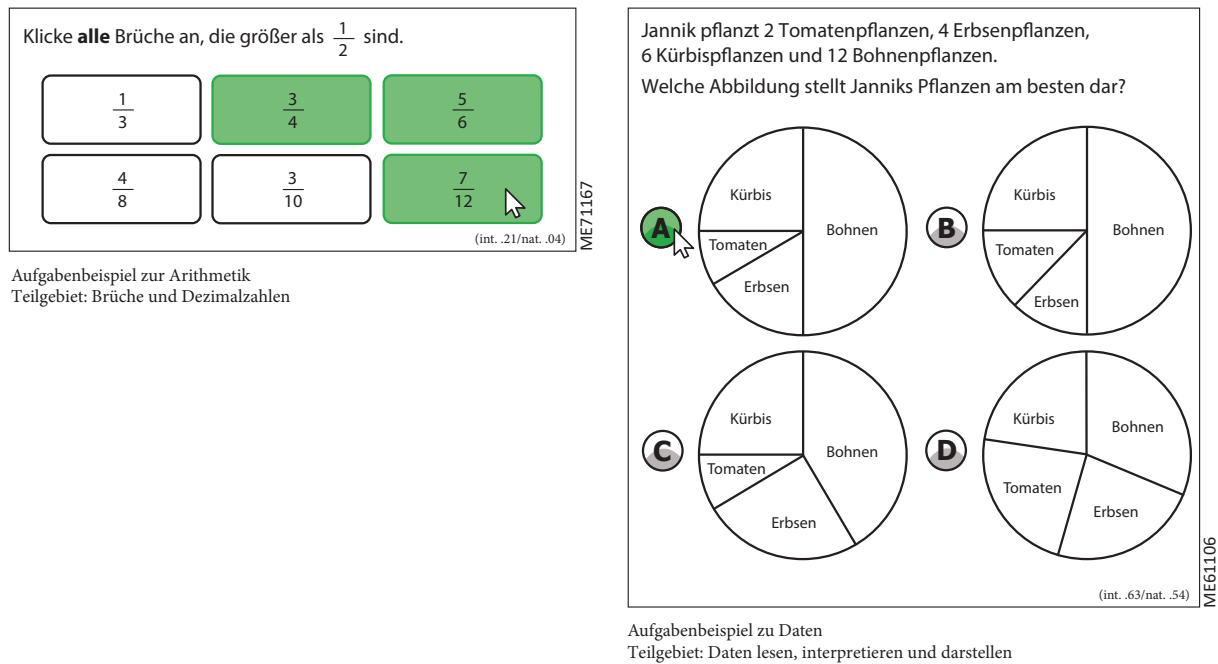 Klicke alle Brüche an, die größer als 1/2 sind.
1/3
3/4
5/6
4/8
3/10
7/12
(int. .21/nat. .04)
ME71167
Aufgabenbeispiel zur Arithmetik
Teilgebiet: Brüche und Dezimalzahlen
Jannik pflanzt 2 Tomatenpflanzen, 4 Erbsenpflanzen,
6 Kürbispflanzen und 12 Bohnenpflanzen.
Welche Abbildung stellt Janniks Pflanzen am besten dar?
A
Kürbis
Bohnen
Tomaten
Erbsen
B
Kürbis
Bohnen
Tomaten
Erbsen
C
Kürbis
Bohnen
Tomaten
Erbsen
D
Kürbis
Bohnen
Tomaten
Erbsen
(int. .63/nat. .54)
ME61106
Aufgabenbeispiel zu Daten
Teilgebiet: Daten lesen, interpretieren und darstellen